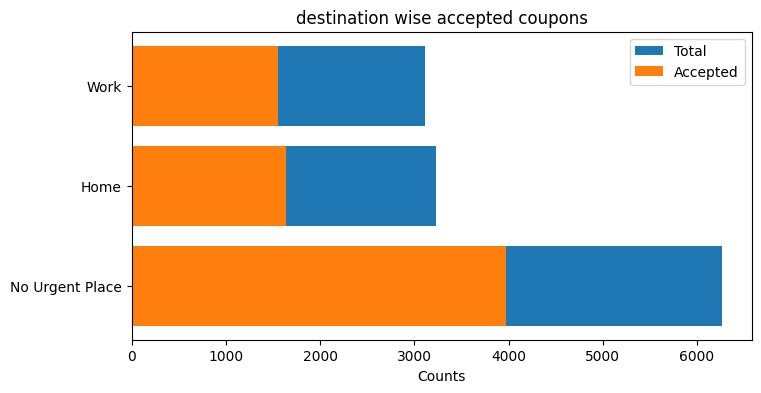 destination wise accepted coupons
Total
Accepted
Work
Home
No Urgent Place
0 1000 2000 3000 4000 5000 6000
Counts